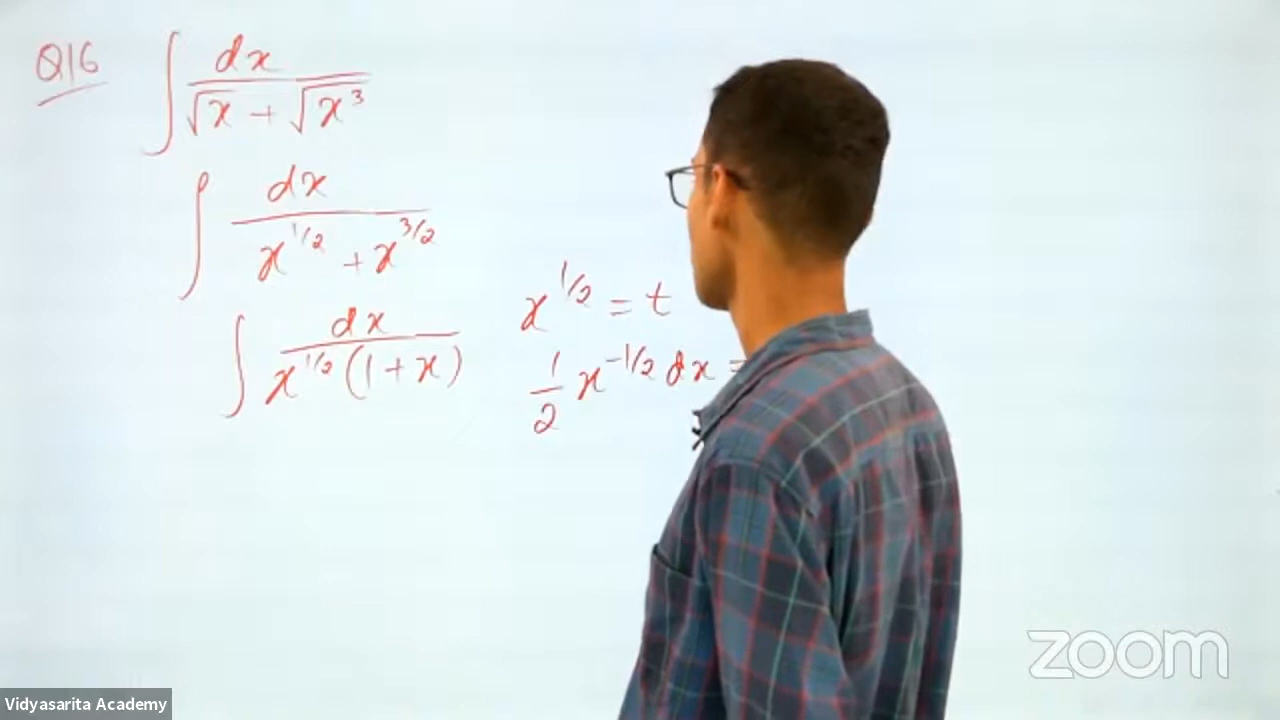 Q16 ∫ dx / (√x + √x³)
∫ dx / (x^1/2 + x^3/2)
∫ dx / (x^1/2 (1 + x))
x^1/2 = t
1/2 x^-1/2 dx =
zoom
Vidyasarita Academy